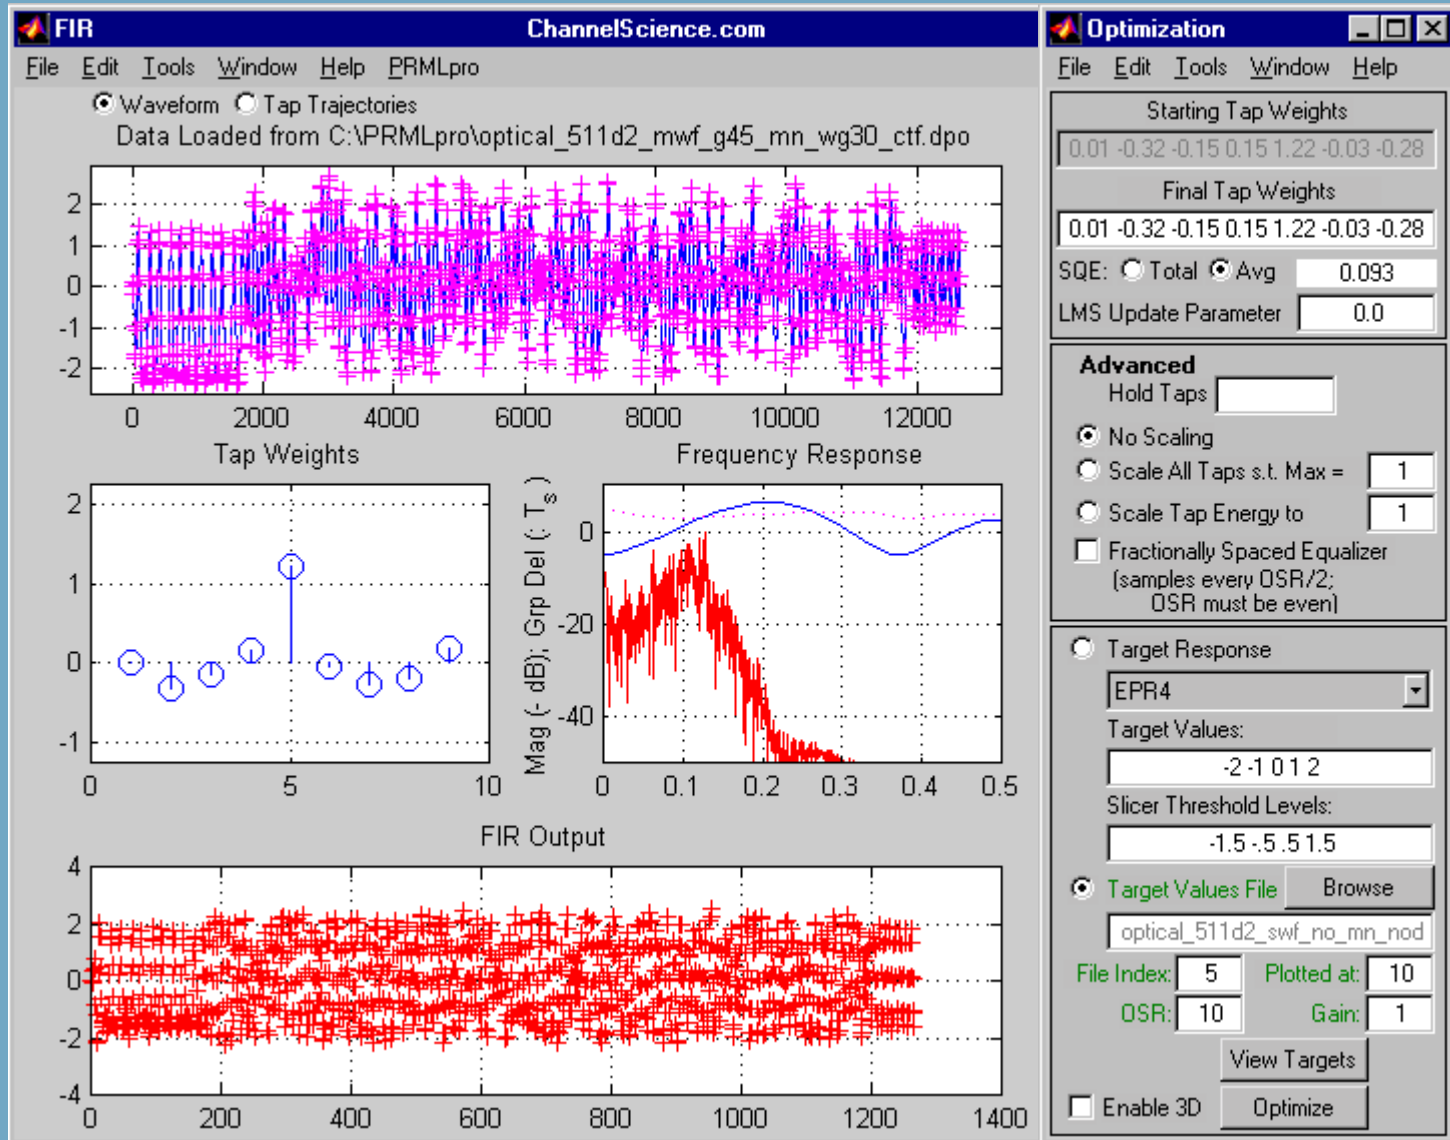 FIR ChannelScience.com
File Edit Tools Window Help PRMLpro
Waveform Tap Trajectories
Data Loaded from C:\PRMLpro\optical_511d2_mwf_g45_mn_wg30_ctf.dpo
2
1
0
-1
-2
0 2000 4000 6000 8000 10000 12000
Tap Weights
2
1
0
-1
0 5 10
Frequency Response
Mag (- dB); Grp Del (: Ts )
0
-20
-40
0 0.1 0.2 0.3 0.4 0.5
FIR Output
4
2
0
-2
-4
0 200 400 600 800 1000 1200 1400
Optimization
File Edit Tools Window Help
Starting Tap Weights
0.01 -0.32 -0.15 0.15 1.22 -0.03 -0.28
Final Tap Weights
0.01 -0.32 -0.15 0.15 1.22 -0.03 -0.28
SQE: Total Avg 0.093
LMS Update Parameter 0.0
Advanced
Hold Taps
No Scaling
Scale All Taps s.t. Max = 1
Scale Tap Energy to 1
Fractionally Spaced Equalizer
(samples every OSR/2;
OSR must be even)
Target Response
EPR4
Target Values:
-2 -1 0 1 2
Slicer Threshold Levels:
-1.5 -.5 .5 1.5
Target Values File Browse
optical_511d2_swf_no_mn_nod
File Index: 5 Plotted at: 10
OSR: 10 Gain: 1
View Targets
Enable 3D Optimize